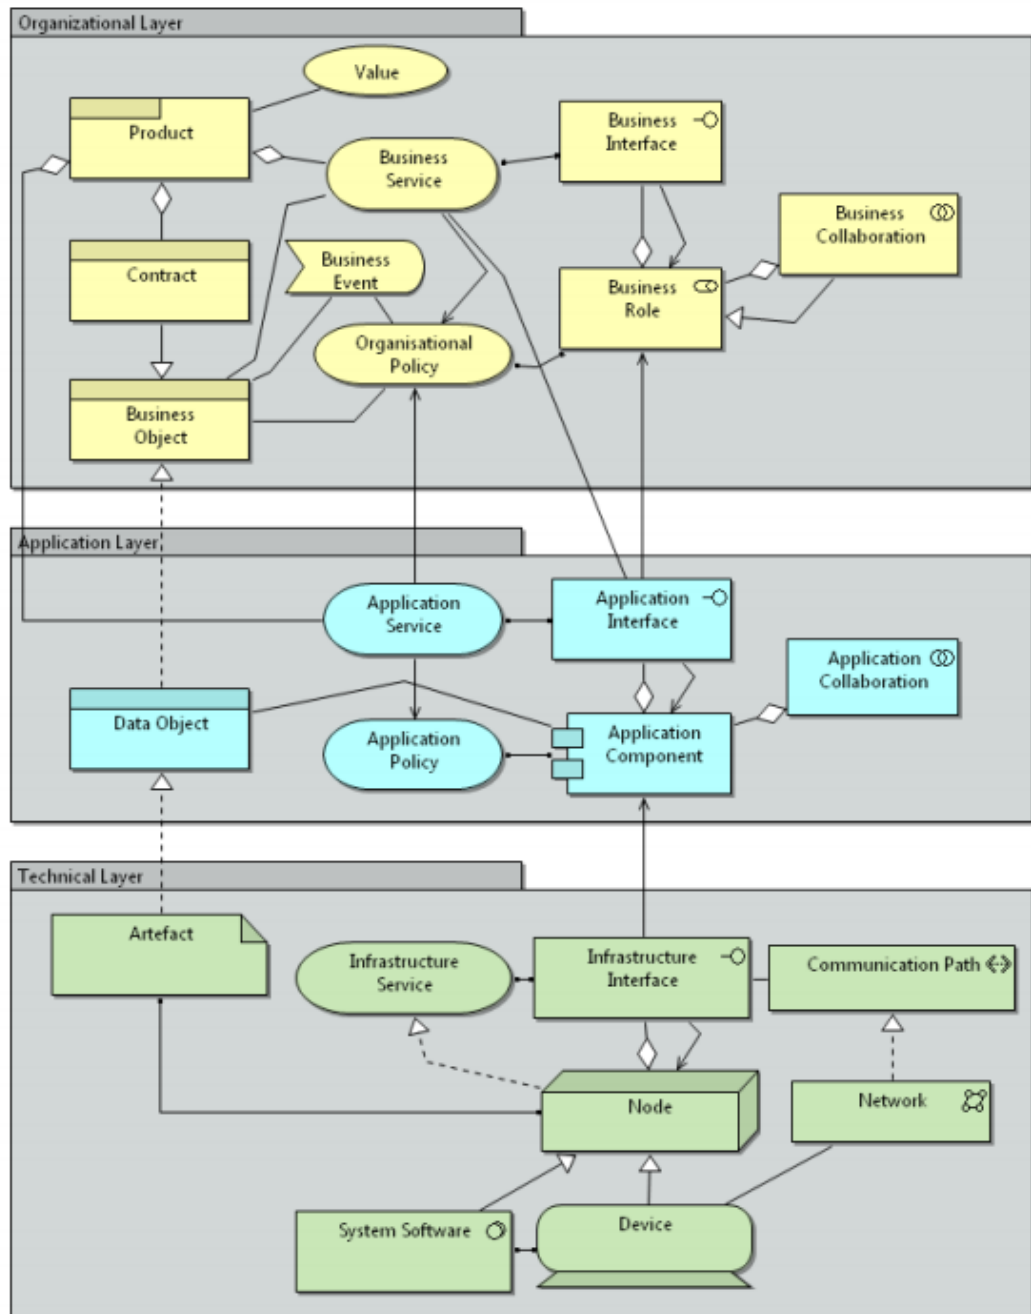 Organizational Layer
Value
Product
Business
Service
Business
Interface
Business
Collaboration
Contract
Business
Event
Business
Role
Organisational
Policy
Business
Object
Application Layer
Application
Service
Application
Interface
Application
Collaboration
Data Object
Application
Policy
Application
Component
Technical Layer
Artefact
Infrastructure
Service
Infrastructure
Interface
Communication Path
Node
Network
System Software
Device